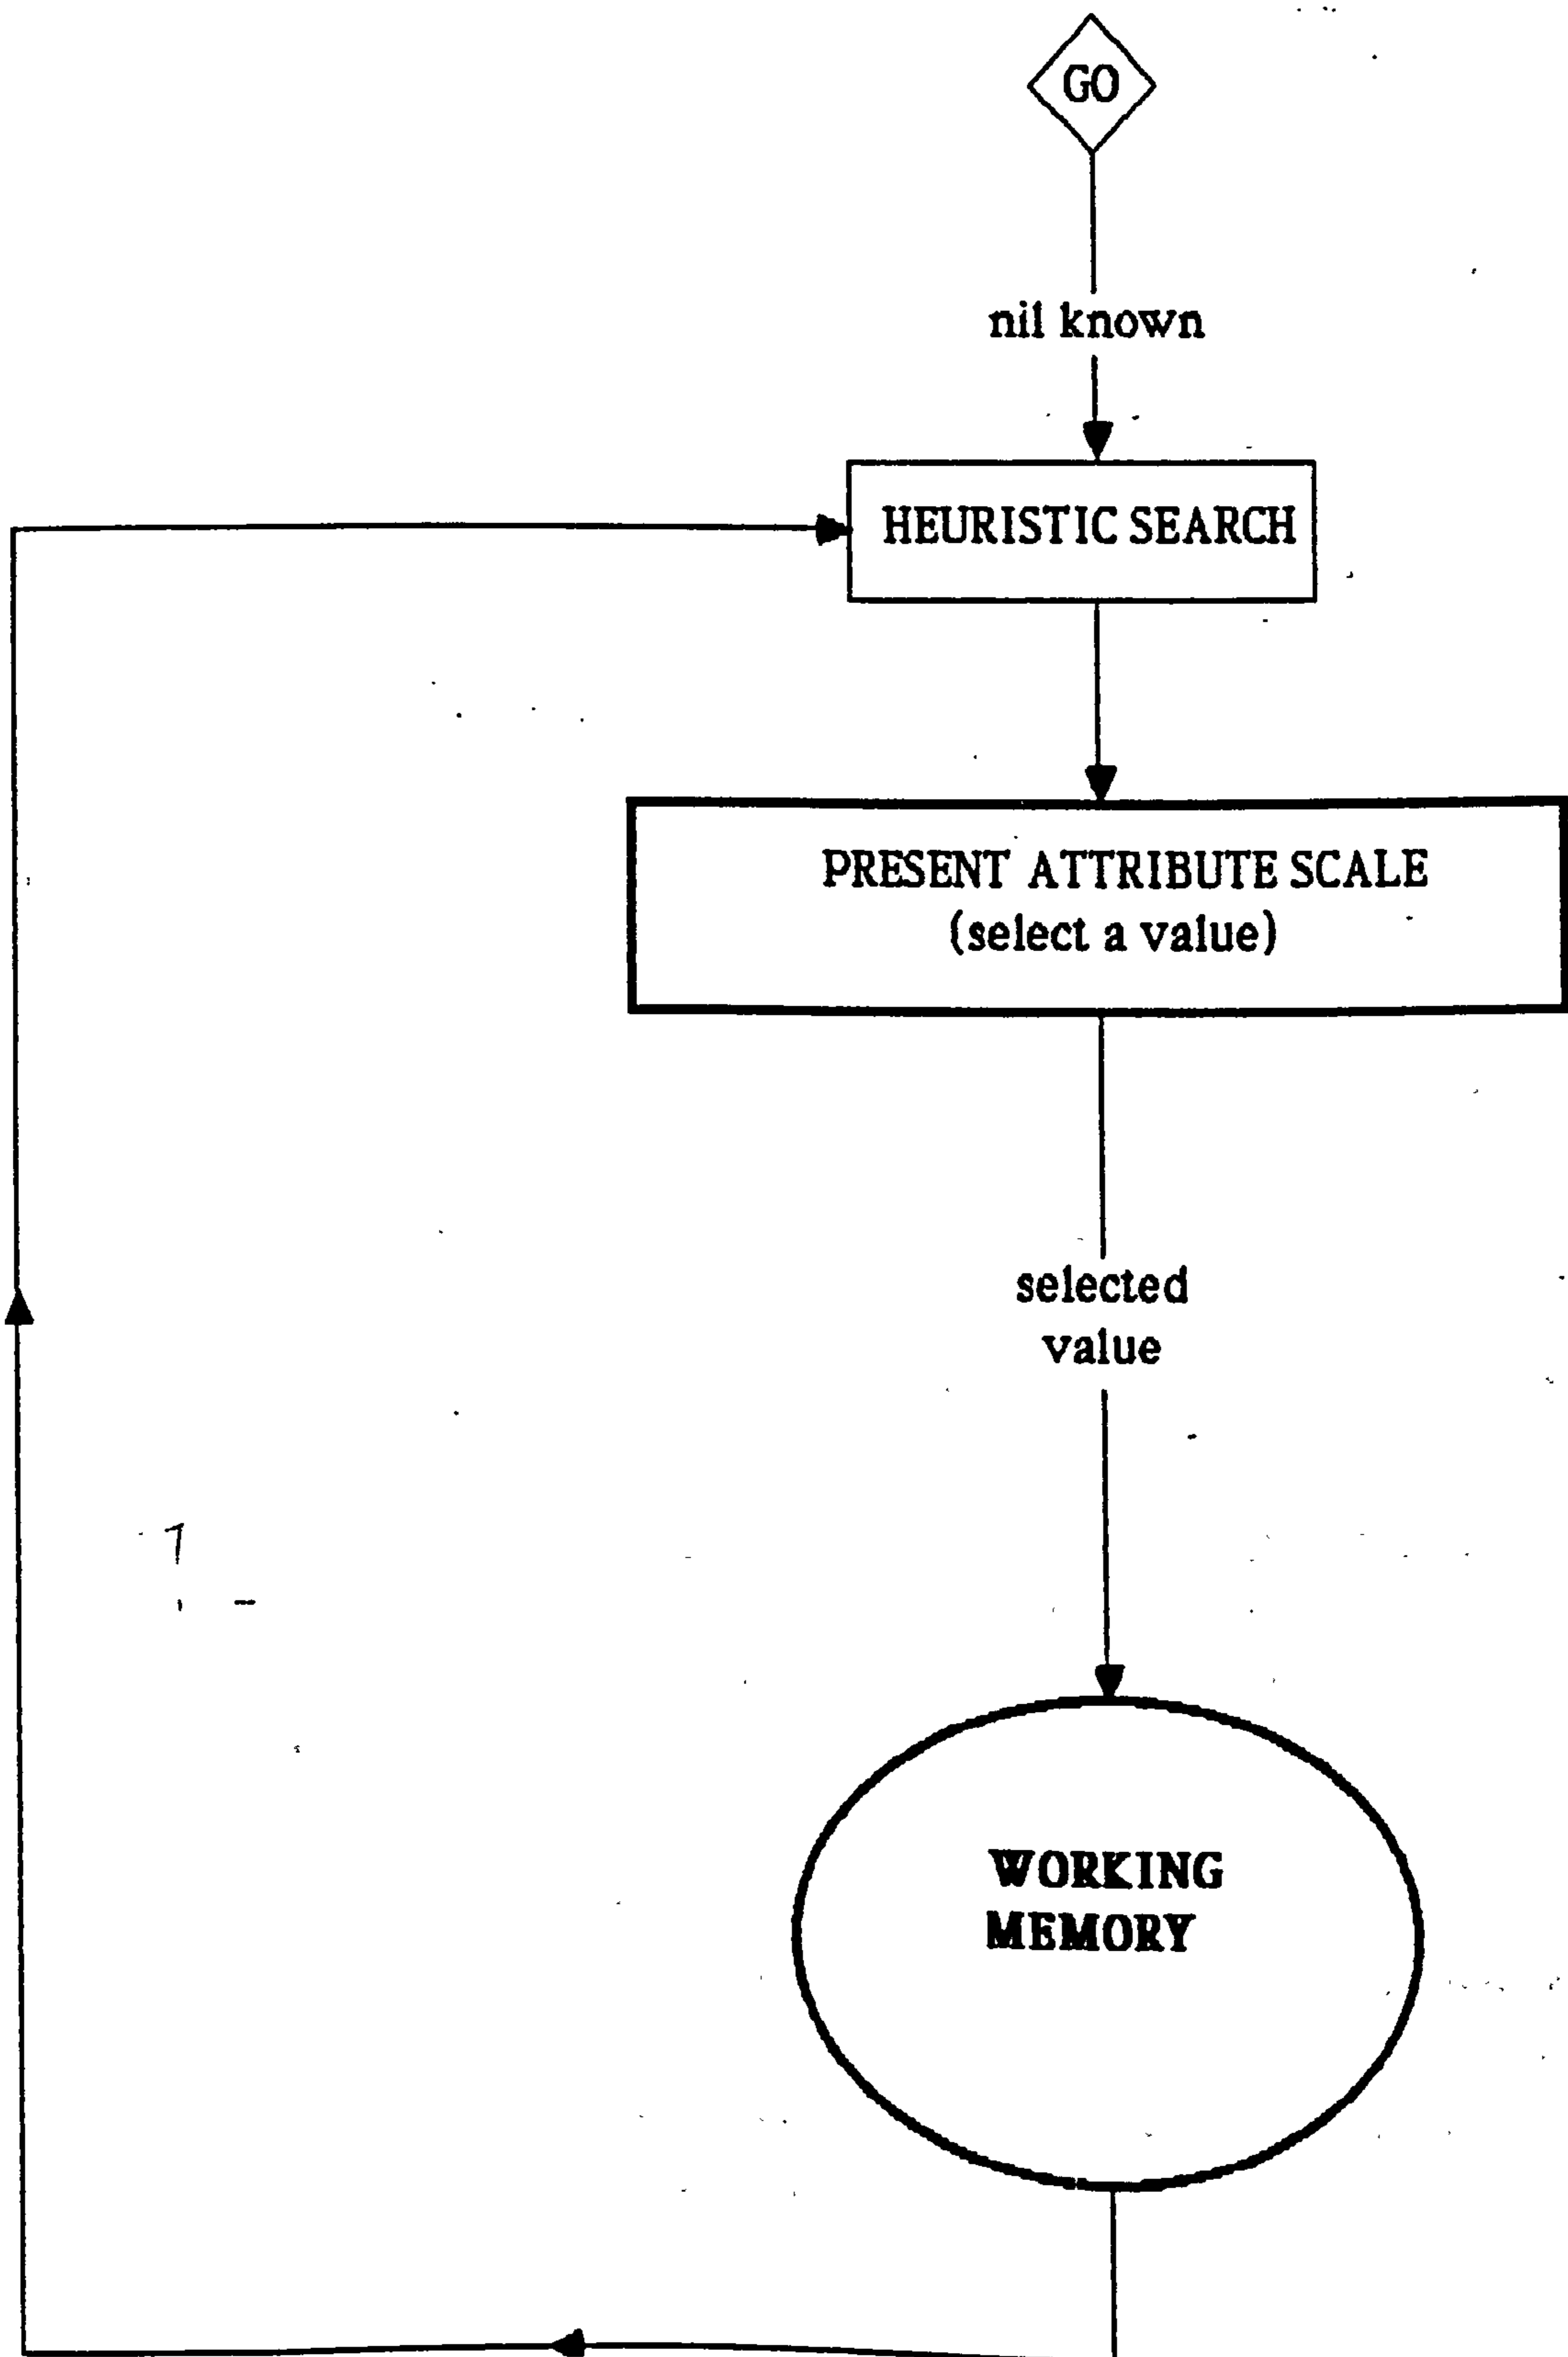 GO
nil known
HEURISTIC SEARCH
PRESENT ATTRIBUTE SCALE
(select a value)
selected
value
WORKING
MEMORY